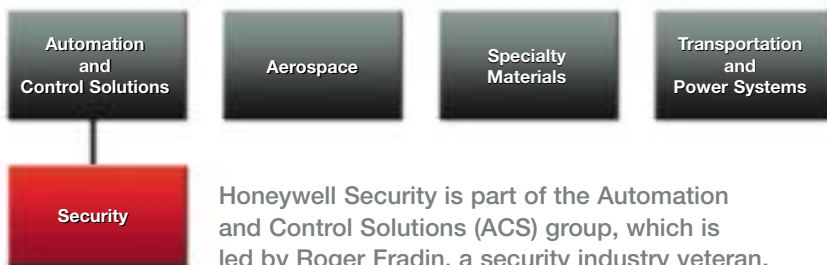 Automation
and
Control Solutions
Aerospace
Specialty
Materials
Transportation
and
Power Systems
Security
Honeywell Security is part of the Automation
and Control Solutions (ACS) group, which is
led by Roger Fradin, a security industry veteran.